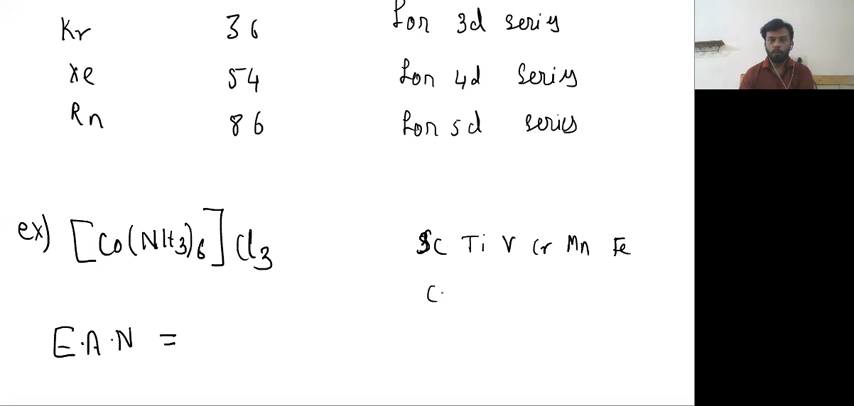 Kr 36 for 3d series
Xe 54 for 4d series
Rn 86 for 5d series
ex) [Co(NH3)6]Cl3
Sc Ti V Cr Mn Fe
C
E.A.N =